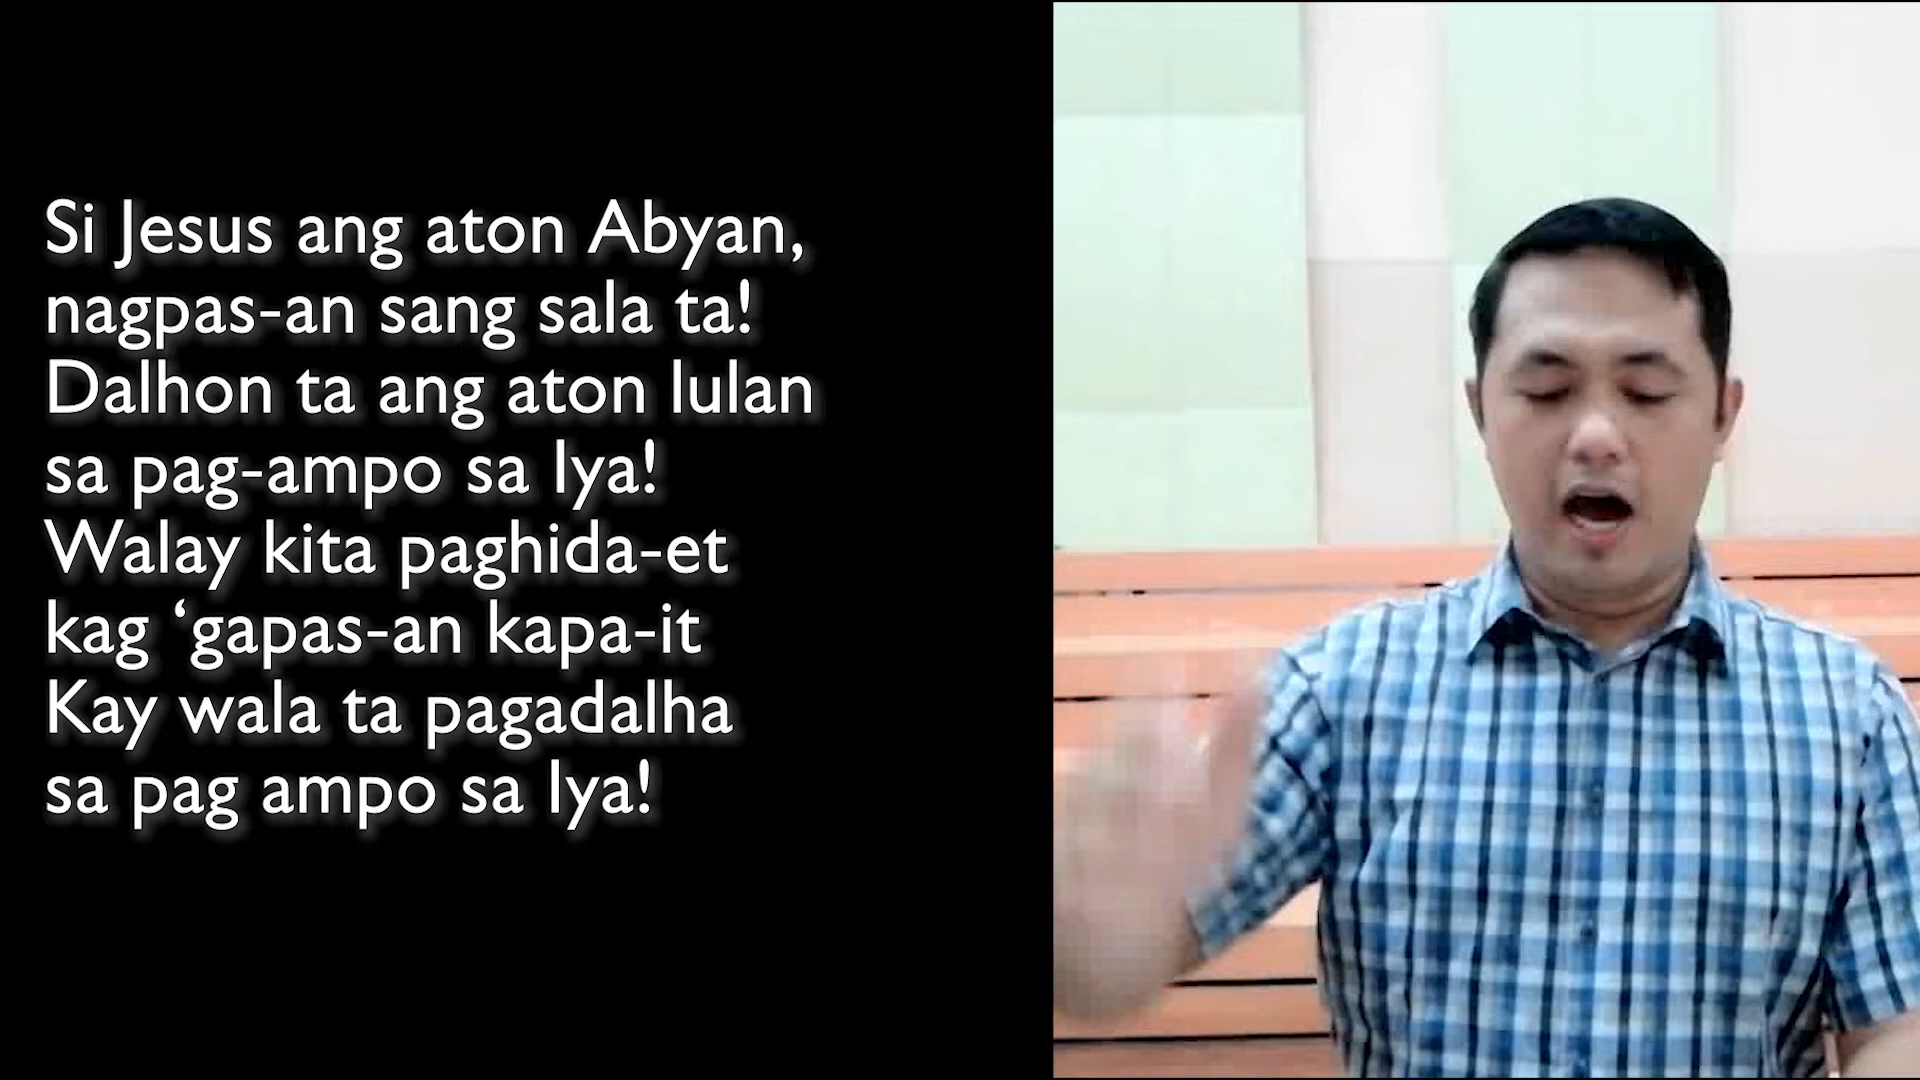 Si Jesus ang aton Abyan,
nagpas-an sang sala ta!
Dalhon ta ang aton lulan
sa pag-ampo sa Iya!
Walay kita paghida-et
kag ‘gapas-an kapa-it
Kay wala ta pagadalha
sa pag ampo sa Iya!